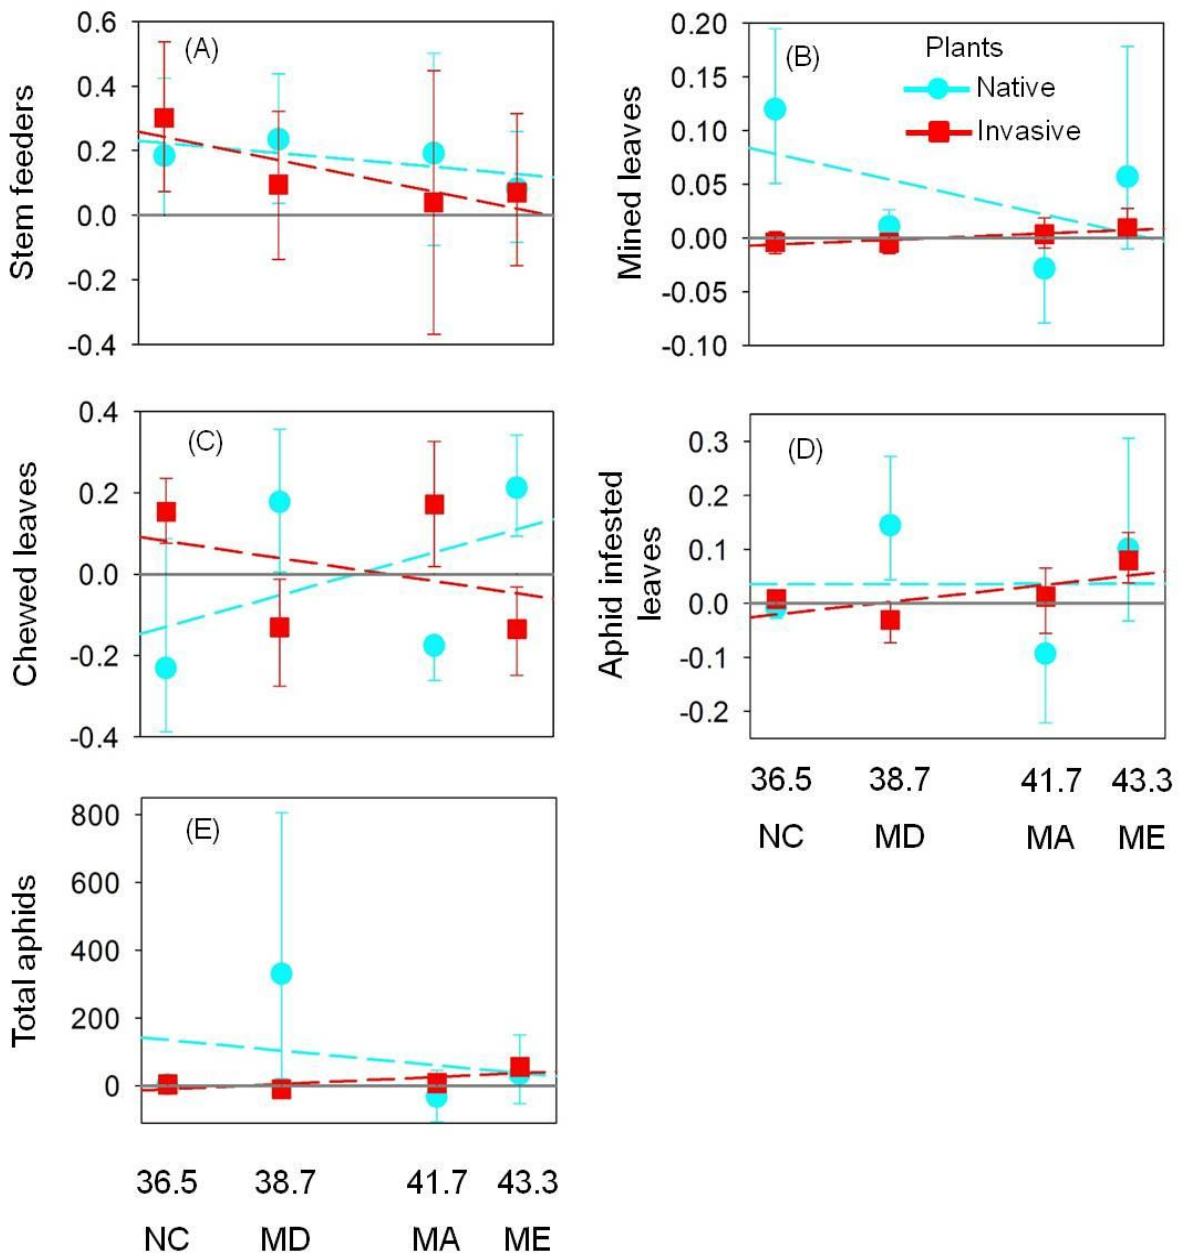 (A)
Stem feeders
0.6
0.4
0.2
0.0
-0.2
-0.4
(B)
Plants
Native
Invasive
Mined leaves
0.20
0.15
0.10
0.05
0.00
-0.05
-0.10
(C)
Chewed leaves
0.4
0.2
0.0
-0.2
-0.4
(D)
Aphid infested
leaves
0.3
0.2
0.1
0.0
-0.1
-0.2
36.5 38.7 41.7 43.3
NC MD MA ME
(E)
Total aphids
800
600
400
200
0
36.5 38.7 41.7 43.3
NC MD MA ME